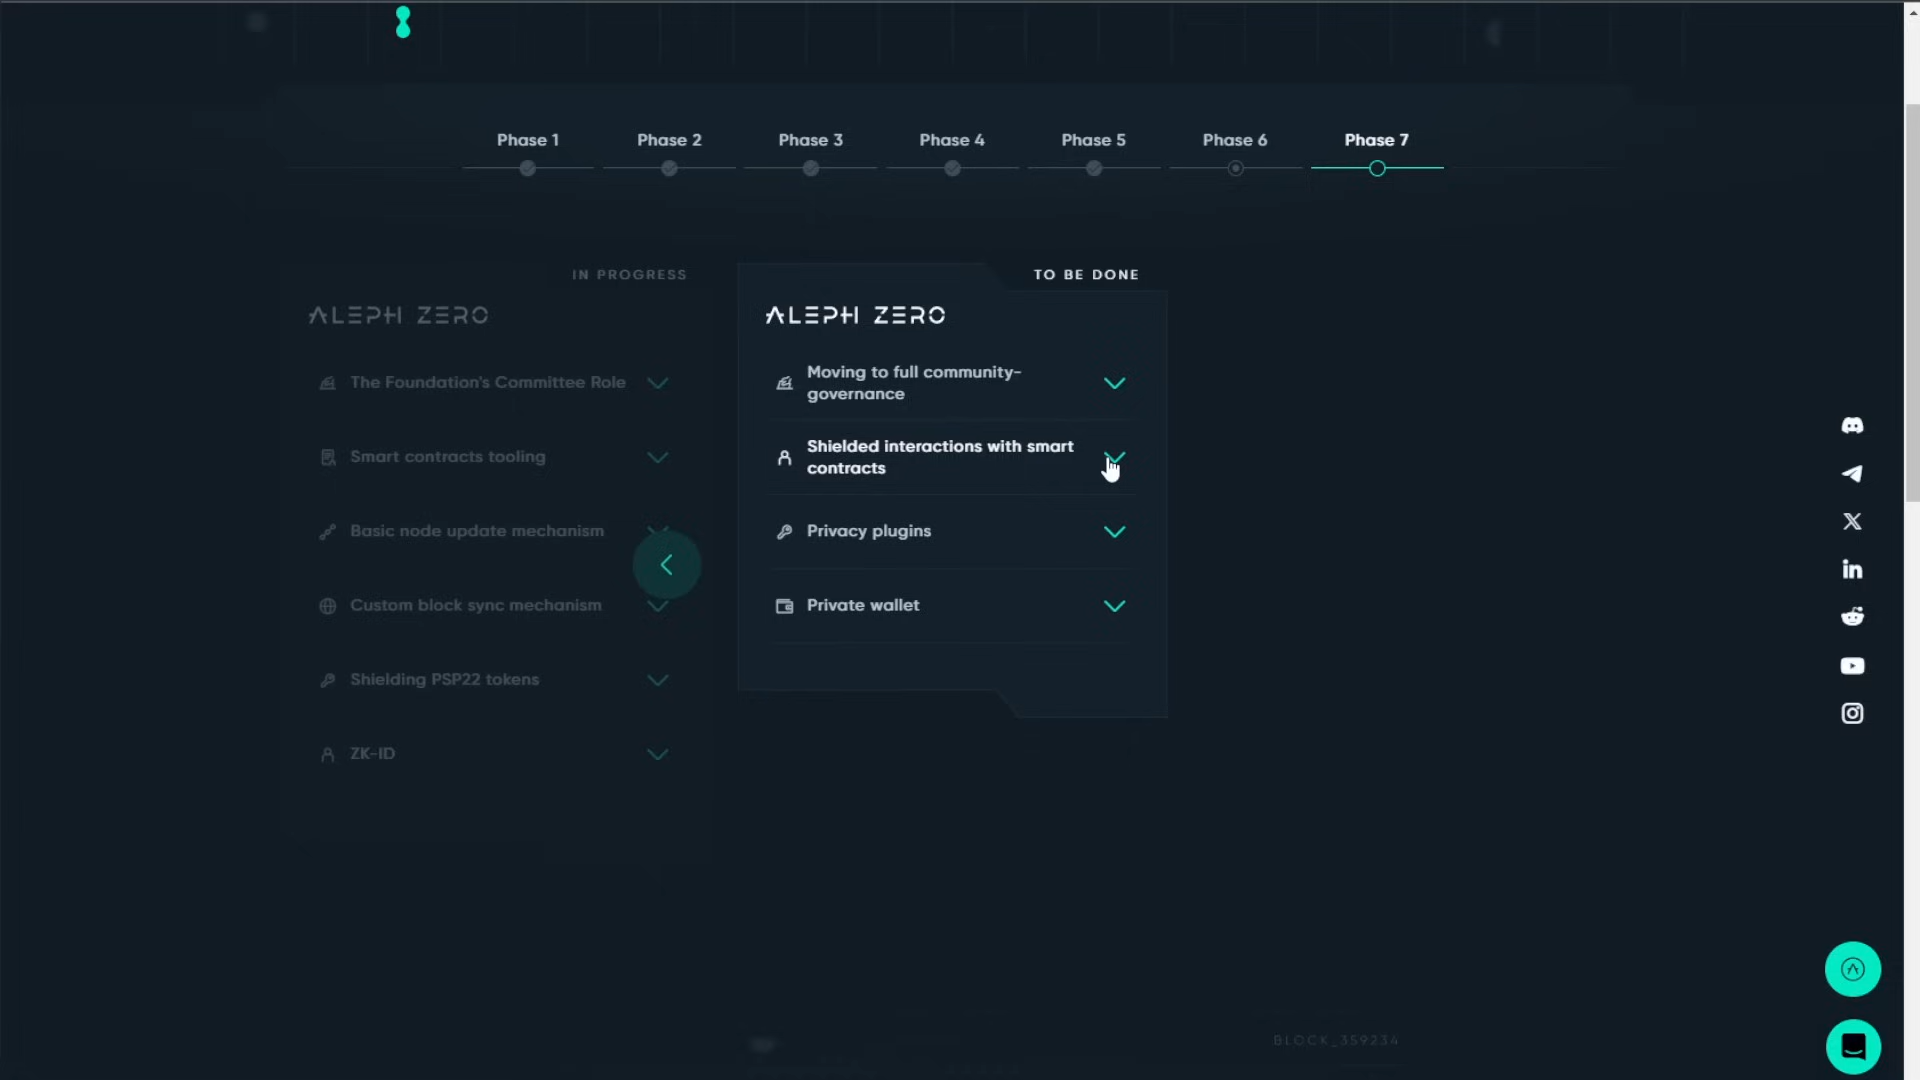 Phase 1
Phase 2
Phase 3
Phase 4
Phase 5
Phase 6
Phase 7
IN PROGRESS
ALEPH ZERO
The Foundation's Committee Role
Smart contracts tooling
Basic node update mechanism
Custom block sync mechanism
Shielding PSP22 tokens
ZK-ID
TO BE DONE
ALEPH ZERO
Moving to full community-
governance
Shielded interactions with smart
contracts
Privacy plugins
Private wallet
BLOCK_359234